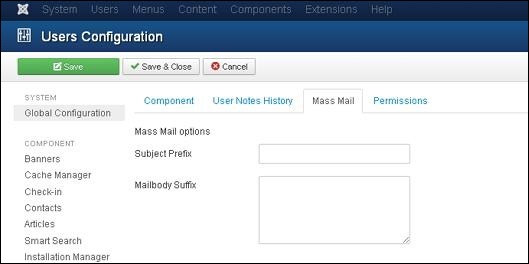 System Users Menus Content Components Extensions Help
Users Configuration
Save Save & Close Cancel
SYSTEM
Global Configuration
COMPONENT
Banners
Cache Manager
Check-in
Contacts
Articles
Smart Search
Installation Manager
Component User Notes History Mass Mail Permissions
Mass Mail options
Subject Prefix
Mailbody Suffix